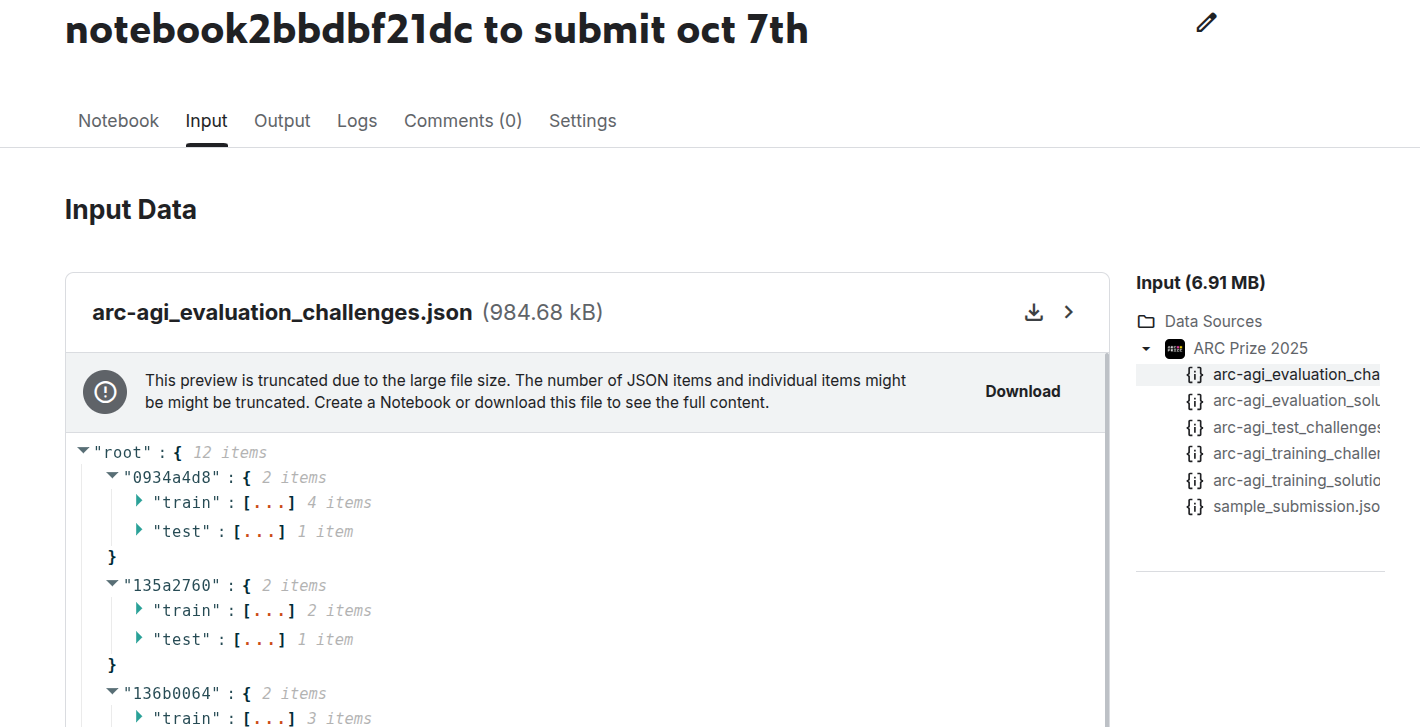 notebook2bbdbf21dc to submit oct 7th
Notebook Input Output Logs Comments (0) Settings
Input Data
arc-agi_evaluation_challenges.json (984.68 kB)
This preview is truncated due to the large file size. The number of JSON items and individual items might
be might be truncated. Create a Notebook or download this file to see the full content.
Download
"root" : { 12 items
"0934a4d8" : { 2 items
"train" : [...] 4 items
"test" : [...] 1 item
}
"135a2760" : { 2 items
"train" : [...] 2 items
"test" : [...] 1 item
}
"136b0064" : { 2 items
"train" : [...] 3 items
Input (6.91 MB)
Data Sources
ARC Prize 2025
{i} arc-agi_evaluation_cha
{i} arc-agi_evaluation_solu
{i} arc-agi_test_challenges
{i} arc-agi_training_challen
{i} arc-agi_training_solutio
{i} sample_submission.jso